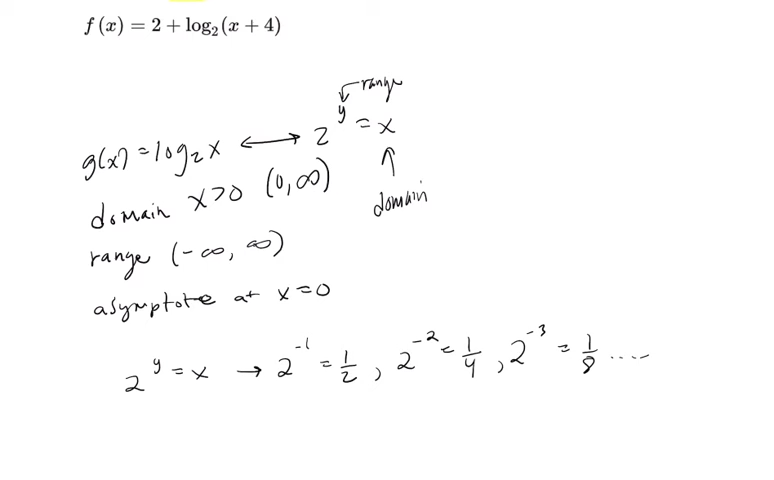 f(x) = 2 + log₂(x + 4)
y ← range
g(x) = log₂x ⟷ 2^y = x
↑
domain x>0 (0, ∞)
domain
range (-∞, ∞)
asymptote at x=0
2^y = x → 2^-1 = 1/2, 2^-2 = 1/4, 2^-3 = 1/8 .....